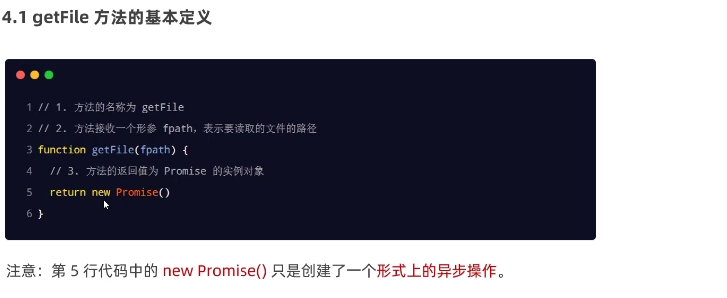 4.1 getFile 方法的基本定义
1 // 1. 方法的名称为 getFile
2 // 2. 方法接收一个形参 fpath，表示要读取的文件的路径
3 function getFile(fpath) {
4 // 3. 方法的返回值为 Promise 的实例对象
5 return new Promise()
6 }
注意：第 5 行代码中的 new Promise() 只是创建了一个形式上的异步操作。